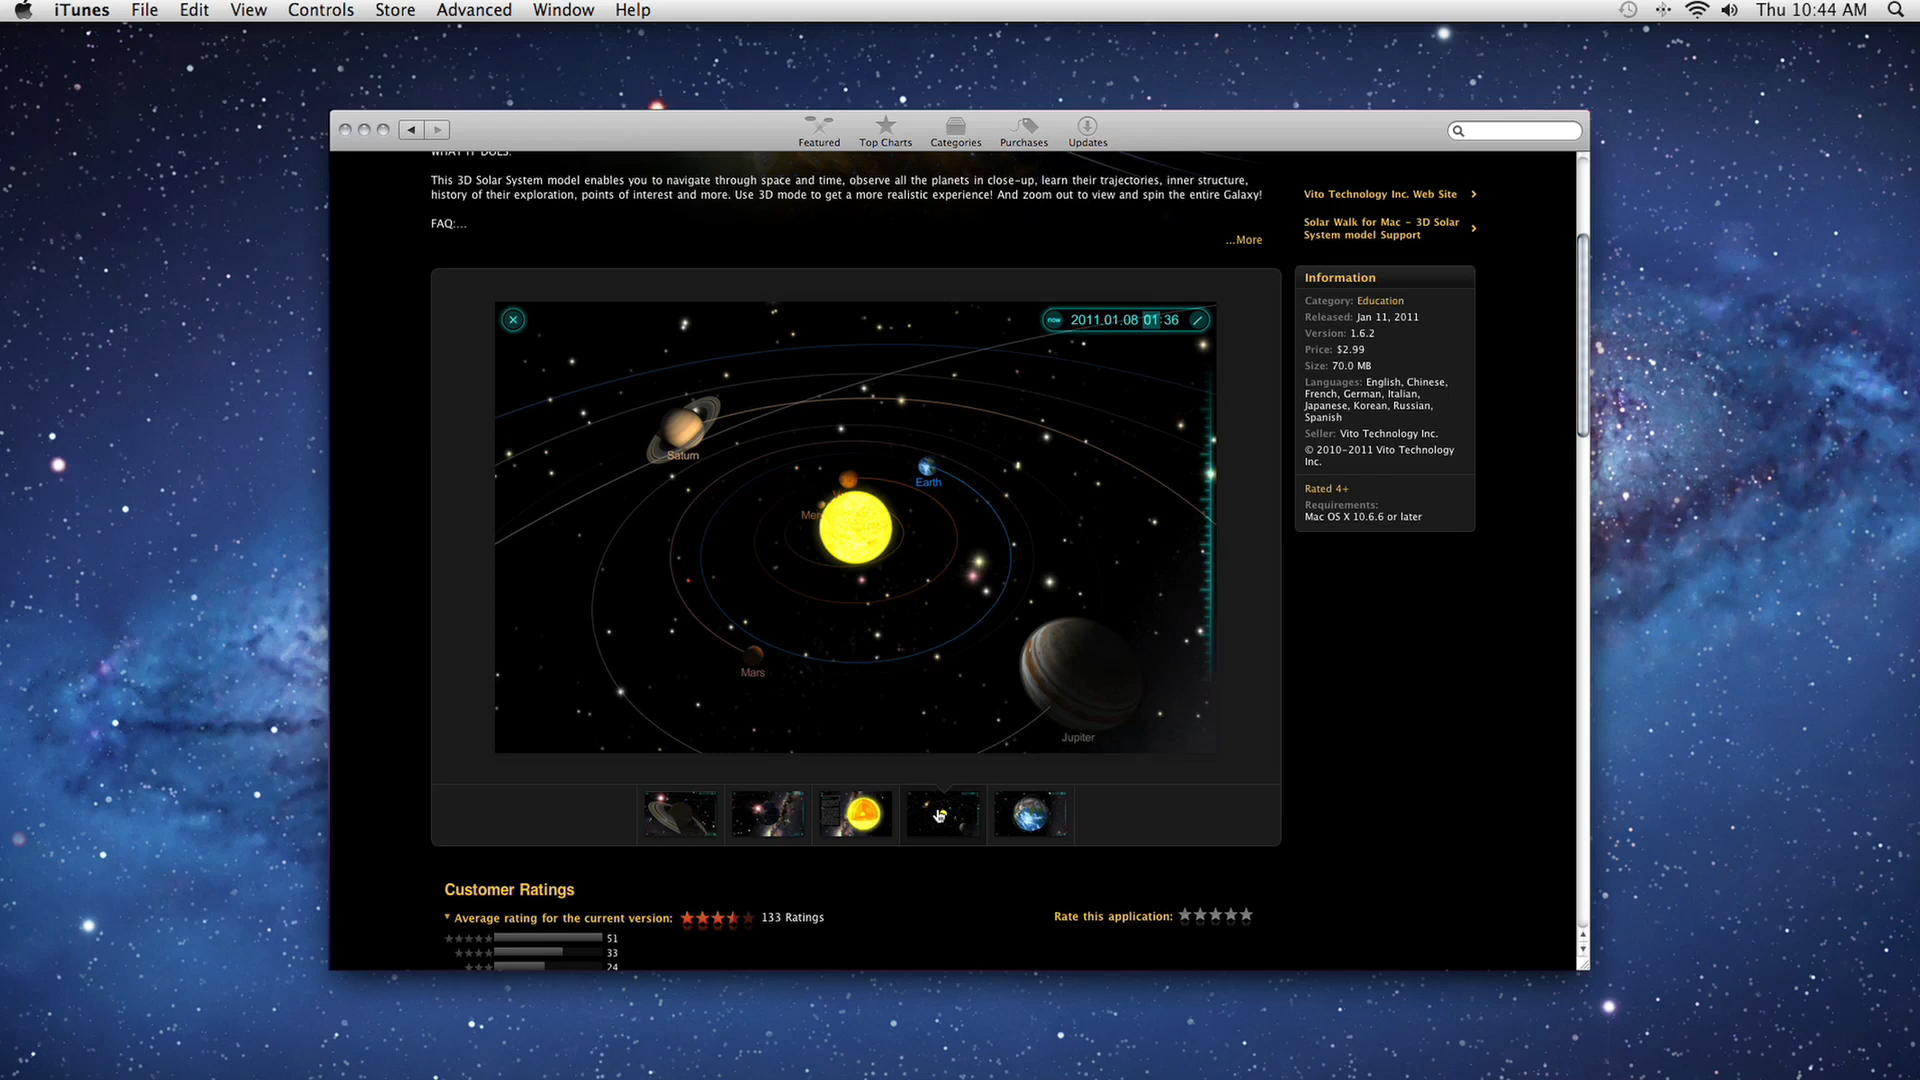 iTunes File Edit View Controls Store Advanced Window Help Thu 10:44 AM
Featured Top Charts Categories Purchases Updates
WHAT IT DOES:
This 3D Solar System model enables you to navigate through space and time, observe all the planets in close-up, learn their trajectories, inner structure,
history of their exploration, points of interest and more. Use 3D mode to get a more realistic experience! And zoom out to view and spin the entire Galaxy!
FAQ:...
...More
Vito Technology Inc. Web Site
Solar Walk for Mac - 3D Solar
System model Support
Information
Category: Education
Released: Jan 11, 2011
Version: 1.6.2
Price: $2.99
Size: 70.0 MB
Languages: English, Chinese,
French, German, Italian,
Japanese, Korean, Russian,
Spanish
Seller: Vito Technology Inc.
© 2010-2011 Vito Technology
Inc.
Rated 4+
Requirements:
Mac OS X 10.6.6 or later
now 2011.01.08 01:36
Saturn
Earth
Mer
Mars
Jupiter
Customer Ratings
Average rating for the current version: 133 Ratings
Rate this application:
51
33
24